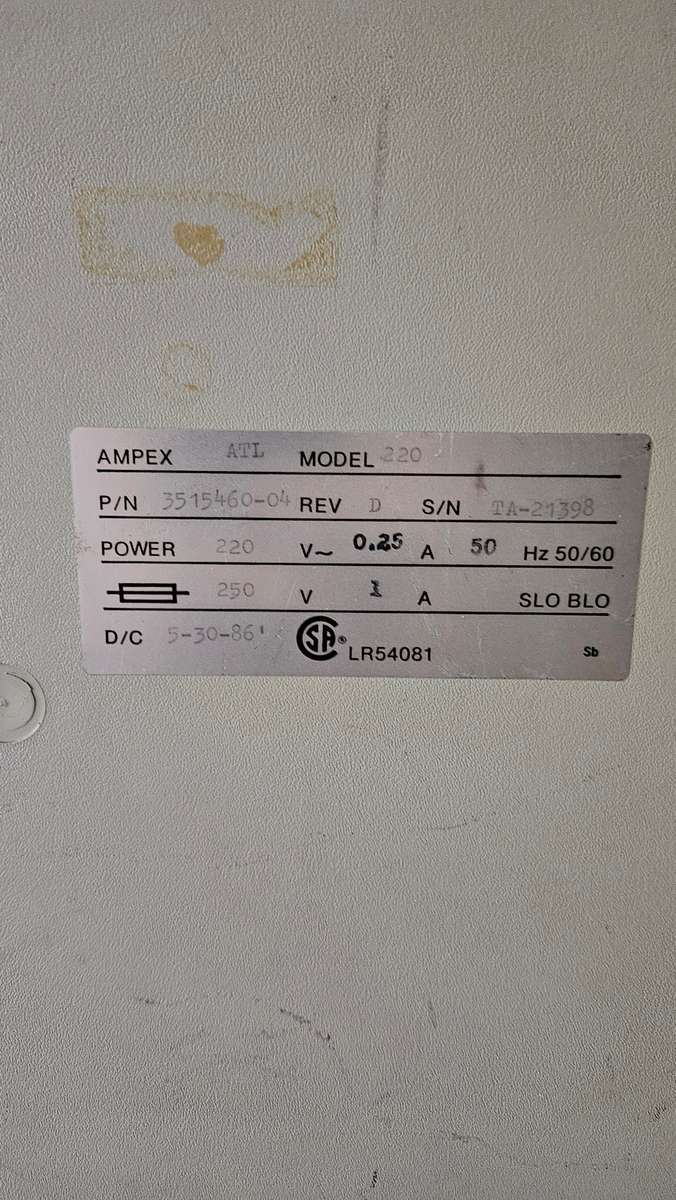 AMPEX ATL MODEL 220
P/N 3515460-04 REV D S/N TA-21398
POWER 220 V~ 0.25 A 50 Hz 50/60
250 V 1 A SLO BLO
D/C 5-30-86' SA® LR54081 Sb